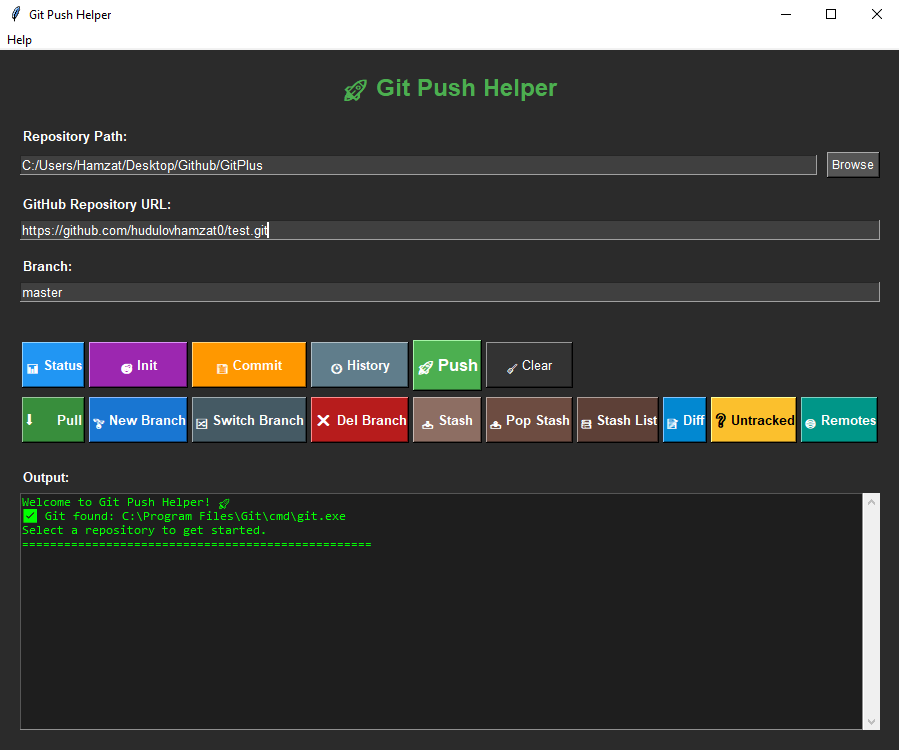 Git Push Helper
Help
🚀 Git Push Helper
Repository Path:
C:/Users/Hamzat/Desktop/Github/GitPlus
Browse
GitHub Repository URL:
https://github.com/hudulovhamzat0/test.git
Branch:
master
📊 Status
Init
Commit
History
🚀 Push
Clear
⬇ Pull
New Branch
Switch Branch
❌ Del Branch
Stash
Pop Stash
Stash List
Diff
❓ Untracked
Remotes
Output:
Welcome to Git Push Helper! 🚀
✅ Git found: C:\Program Files\Git\cmd\git.exe
Select a repository to get started.
==================================================